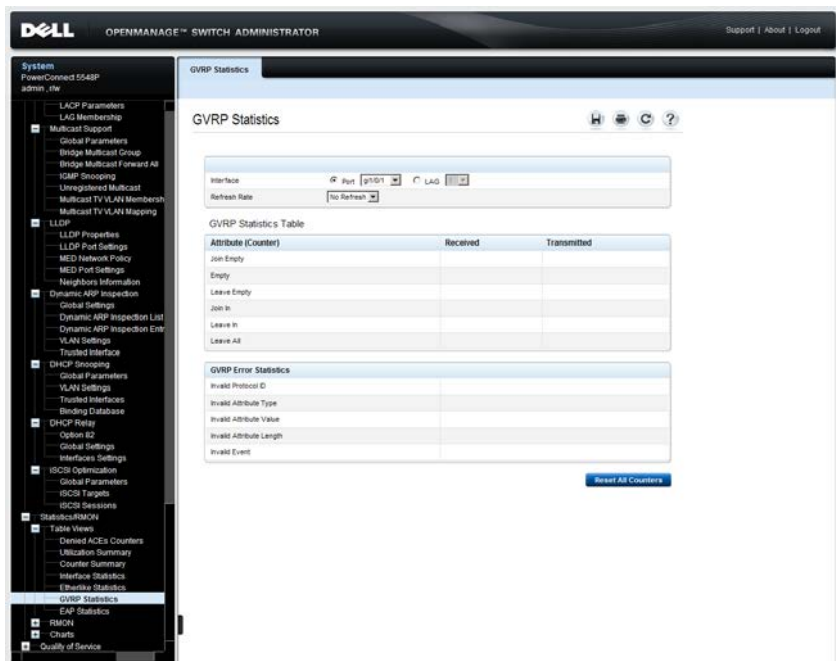 DELL
OPENMANAGE™ SWITCH ADMINISTRATOR
Support | About | Logout
System
PowerConnect 5548P
admin , r/w
LACP Parameters
LAG Membership
Multicast Support
Global Parameters
Bridge Multicast Group
Bridge Multicast Forward All
IGMP Snooping
Unregistered Multicast
Multicast TV VLAN Membersh
Multicast TV VLAN Mapping
LLDP
LLDP Properties
LLDP Port Settings
MED Network Policy
MED Port Settings
Neighbors Information
Dynamic ARP Inspection
Global Settings
Dynamic ARP Inspection List
Dynamic ARP Inspection Entr
VLAN Settings
Trusted Interface
DHCP Snooping
Global Parameters
VLAN Settings
Trusted Interfaces
Binding Database
DHCP Relay
Option 82
Global Settings
Interfaces Settings
iSCSI Optimization
Global Parameters
iSCSI Targets
iSCSI Sessions
Statistics/RMON
Table Views
Denied ACEs Counters
Utilization Summary
Counter Summary
Interface Statistics
Etherlike Statistics
GVRP Statistics
EAP Statistics
RMON
Charts
Quality of Service
GVRP Statistics
GVRP Statistics
Interface Port g1/0/1 LAG
Refresh Rate No Refresh
GVRP Statistics Table
Attribute (Counter) Received Transmitted
Join Empty
Empty
Leave Empty
Join In
Leave In
Leave All
GVRP Error Statistics
Invalid Protocol ID
Invalid Attribute Type
Invalid Attribute Value
Invalid Attribute Length
Invalid Event
Reset All Counters